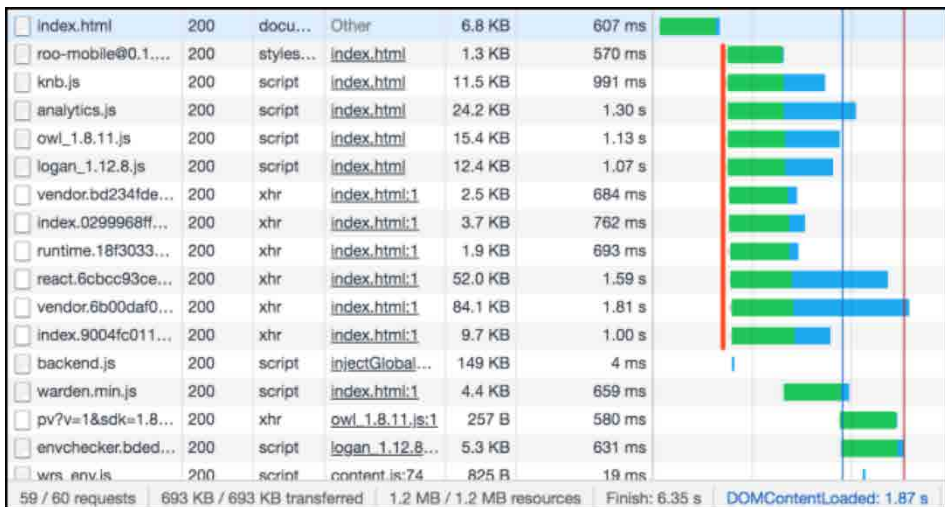 index.html 200 docu... Other 6.8 KB 607 ms
roo-mobile@0.1.... 200 styles... index.html 1.3 KB 570 ms
knb.js 200 script index.html 11.5 KB 991 ms
analytics.js 200 script index.html 24.2 KB 1.30 s
owl_1.8.11.js 200 script index.html 15.4 KB 1.13 s
logan_1.12.8.js 200 script index.html 12.4 KB 1.07 s
vendor.bd234fde... 200 xhr index.html:1 2.5 KB 684 ms
index.0299968ff... 200 xhr index.html:1 3.7 KB 762 ms
runtime.18f3033... 200 xhr index.html:1 1.9 KB 693 ms
react.6cbcc93ce... 200 xhr index.html:1 52.0 KB 1.59 s
vendor.6b00daf0... 200 xhr index.html:1 84.1 KB 1.81 s
index.9004fc011... 200 xhr index.html:1 9.7 KB 1.00 s
backend.js 200 script injectGlobal... 149 KB 4 ms
warden.min.js 200 script index.html:1 4.4 KB 659 ms
pv?v=1&sdk=1.8... 200 xhr owl_1.8.11.js:1 257 B 580 ms
envchecker.bded... 200 script logan_1.12.8... 5.3 KB 631 ms
wrs_env.js 200 script content.js:74 825 B 19 ms
59 / 60 requests 693 KB / 693 KB transferred 1.2 MB / 1.2 MB resources Finish: 6.35 s DOMContentLoaded: 1.87 s